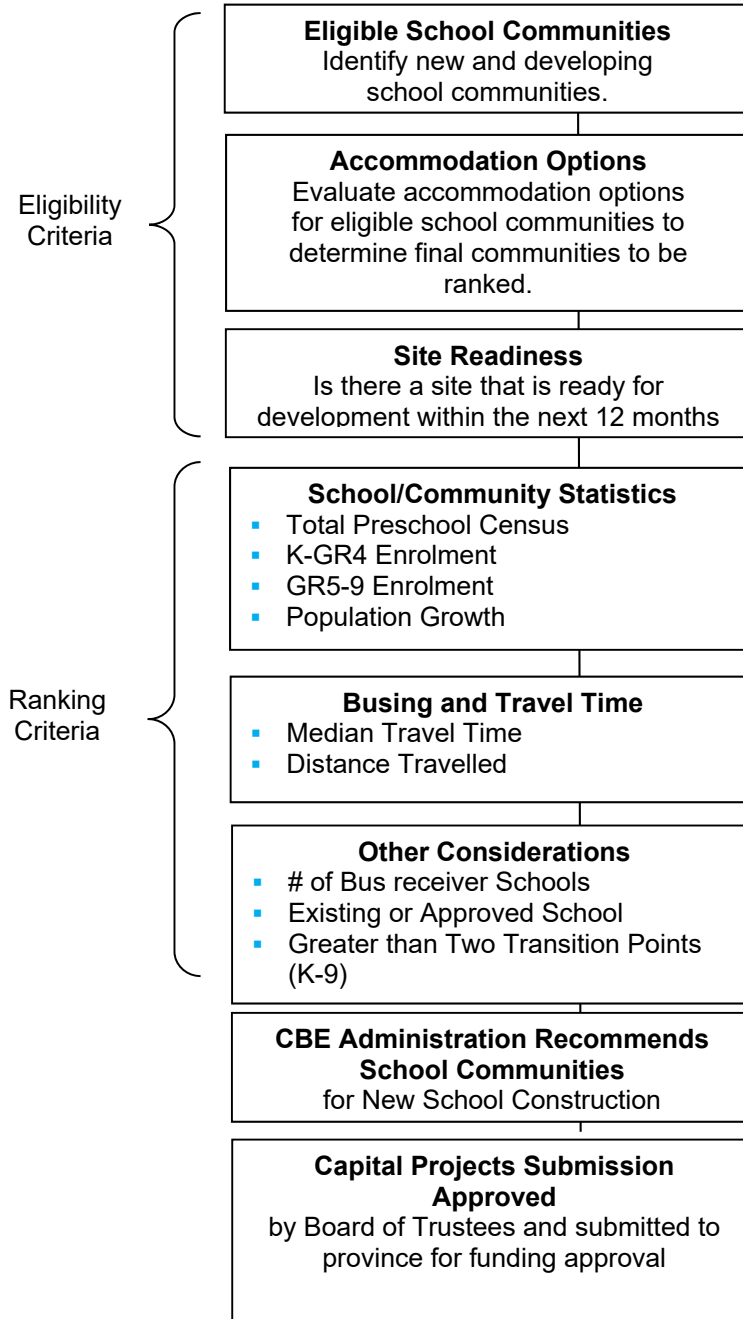 Eligible School Communities
Identify new and developing
school communities.
Accommodation Options
Evaluate accommodation options
for eligible school communities to
determine final communities to be
ranked.
Eligibility
Criteria
Site Readiness
Is there a site that is ready for
development within the next 12 months
School/Community Statistics
▪ Total Preschool Census
▪ K-GR4 Enrolment
▪ GR5-9 Enrolment
▪ Population Growth
Ranking
Criteria
Busing and Travel Time
▪ Median Travel Time
▪ Distance Travelled
Other Considerations
▪ # of Bus receiver Schools
▪ Existing or Approved School
▪ Greater than Two Transition Points
(K-9)
CBE Administration Recommends
School Communities
for New School Construction
Capital Projects Submission
Approved
by Board of Trustees and submitted to
province for funding approval